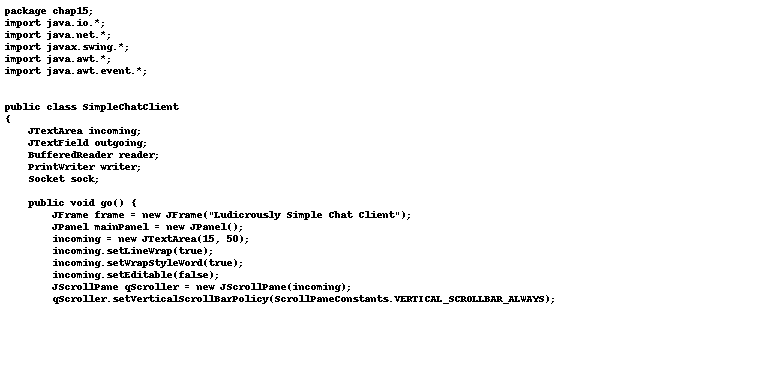 package chap15;
import java.io.*;
import java.net.*;
import javax.swing.*;
import java.awt.*;
import java.awt.event.*;
public class SimpleChatClient
{
JTextArea incoming;
JTextField outgoing;
BufferedReader reader;
PrintWriter writer;
Socket sock;
public void go() {
JFrame frame = new JFrame("Ludicrously Simple Chat Client");
JPanel mainPanel = new JPanel();
incoming = new JTextArea(15, 50);
incoming.setLineWrap(true);
incoming.setWrapStyleWord(true);
incoming.setEditable(false);
JScrollPane qScroller = new JScrollPane(incoming);
qScroller.setVerticalScrollBarPolicy(ScrollPaneConstants.VERTICAL_SCROLLBAR_ALWAYS);